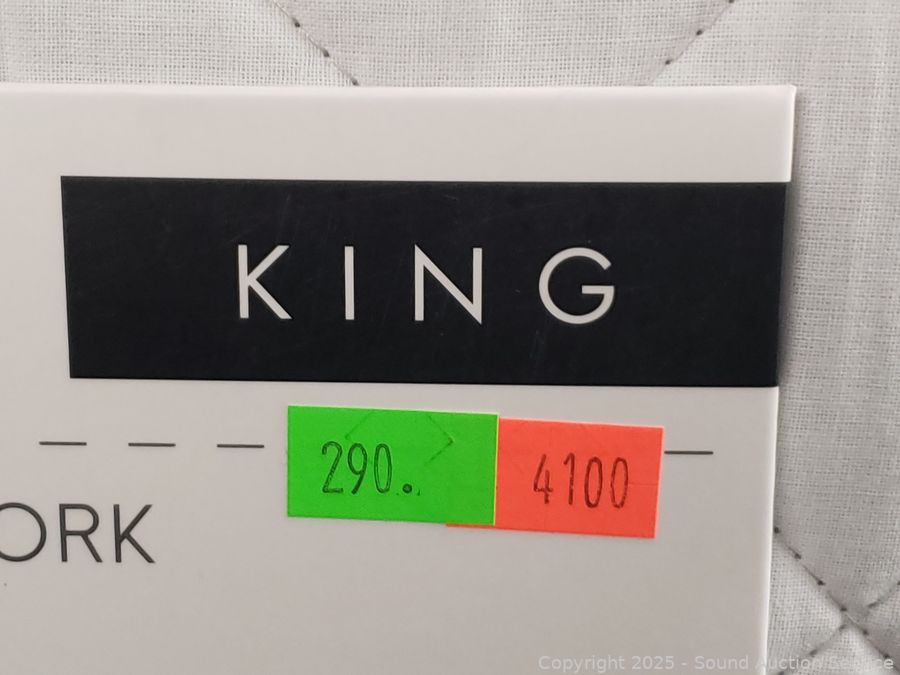 KING
290.
4100
ORK
Copyright 2025 - Sound Auction Service